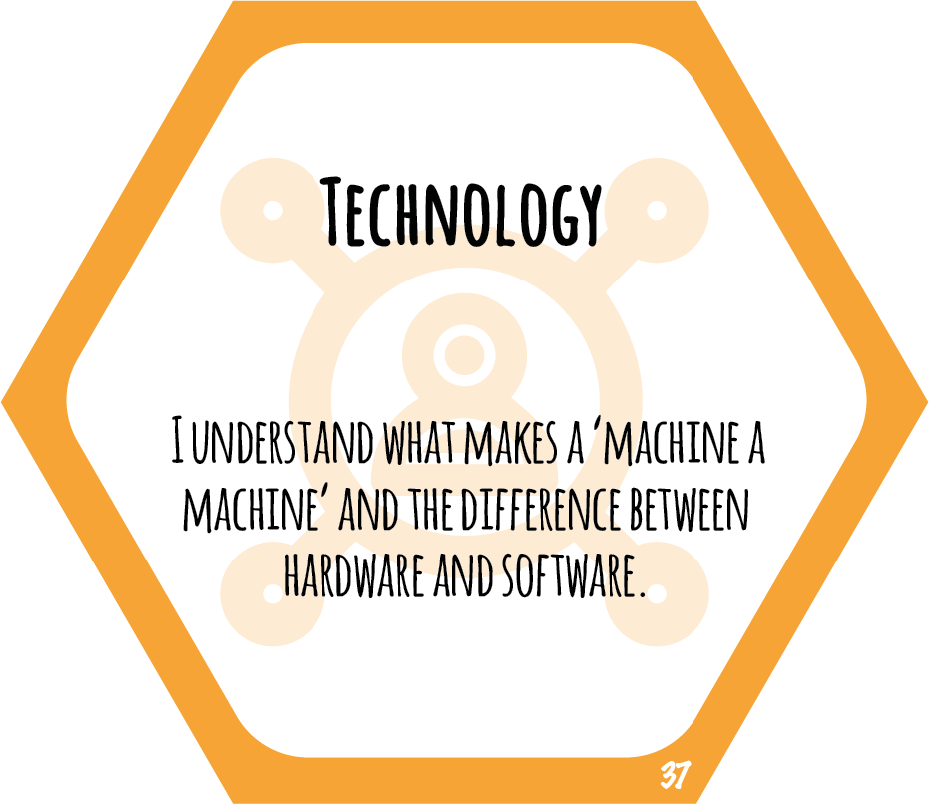 Technology
I understand what makes a ‘machine a
machine’ and the difference between
hardware and software.
37